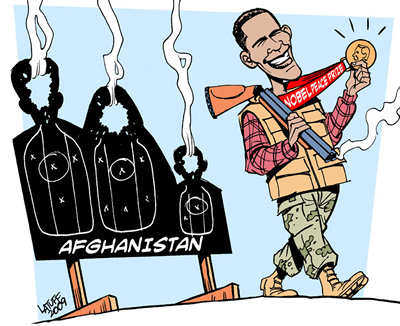 NOBEL PEACE PRIZE
AFGHANISTAN
LATUFF
2009